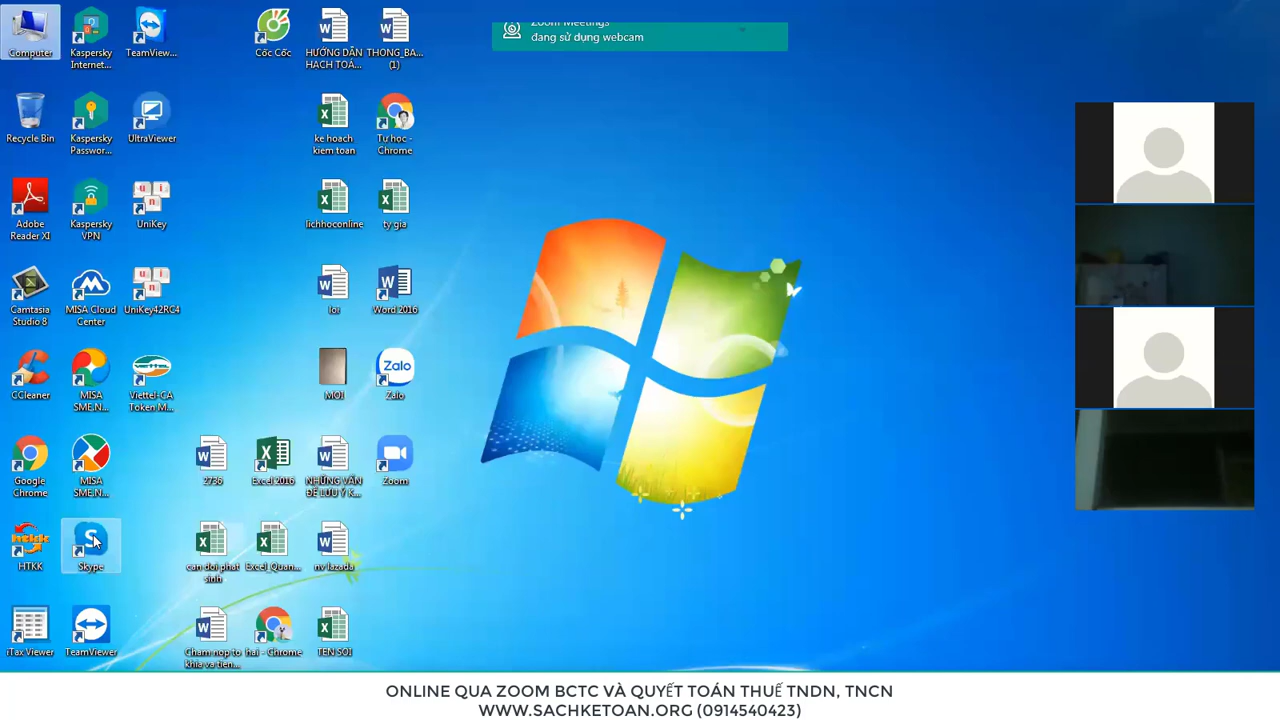 Zoom Meetings
đang sử dụng webcam
Computer
Kaspersky
Internet...
TeamView...
Cốc Cốc
HƯỚNG DẪN
HẠCH TOÁ...
THONG_BA...
(1)
Recycle Bin
Kaspersky
Passwor...
UltraViewer
ke hoach
kiem toan
Tự học -
Chrome
Adobe
Reader XI
Kaspersky
VPN
UniKey
lichhoconline
ty gia
Camtasia
Studio 8
MISA Cloud
Center
UniKey42RC4
loi
Word 2016
CCleaner
MISA
SME.N...
Viettel-CA
Token M...
MOI
Zalo
Zalo
Google
Chrome
MISA
SME.N...
2736
Excel 2016
NHỮNG VẤN
ĐỀ LƯU Ý K...
Zoom
htkk
HTKK
Skype
can doi phat
sinh
Excel_Quan...
nv lazada
iTax Viewer
TeamViewer
Cham nop to
khia va tien...
hai - Chrome
TEN SOI
ONLINE QUA ZOOM BCTC VÀ QUYẾT TOÁN THUẾ TNDN, TNCN
WWW.SACHKETOAN.ORG (0914540423)